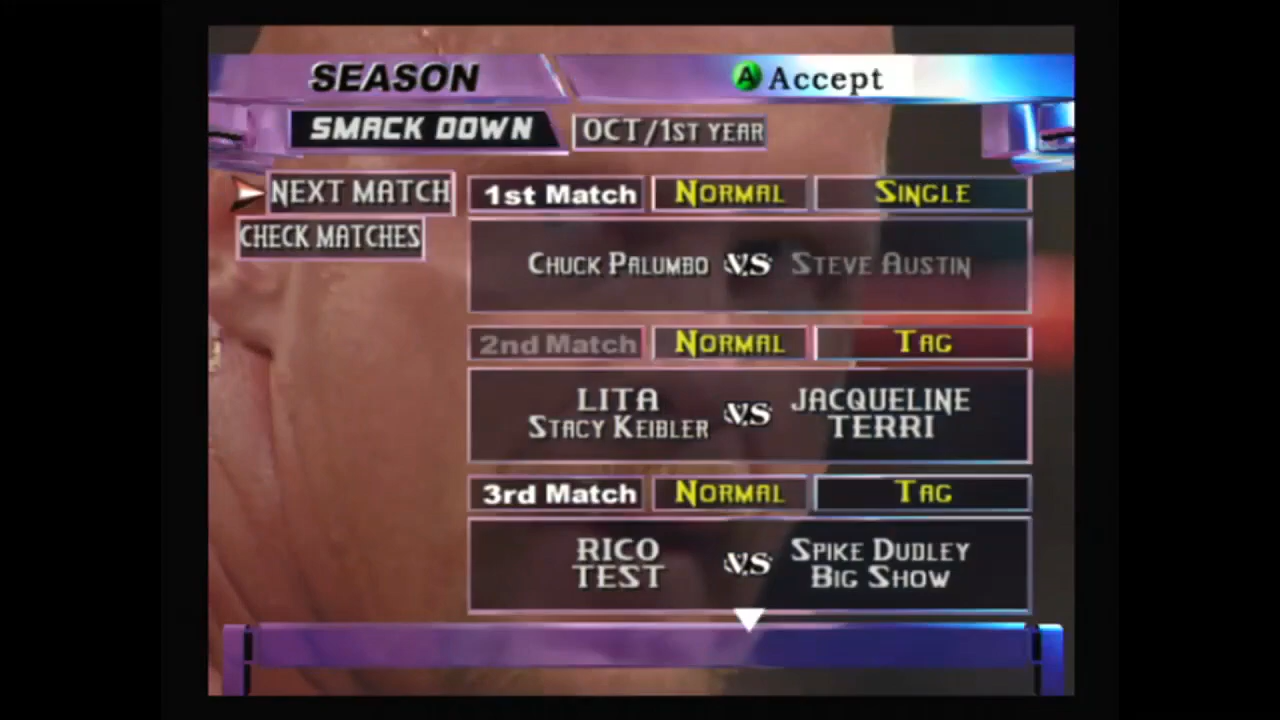 SEASON
A Accept
SMACK DOWN
OCT/1ST YEAR
NEXT MATCH
CHECK MATCHES
1st Match NORMAL SINGLE
CHUCK PALUMBO VS STEVE AUSTIN
2nd Match NORMAL TAG
LITA VS JACQUELINE
STACY KEIBLER TERRI
3rd Match NORMAL TAG
RICO VS SPIKE DUDLEY
TEST BIG SHOW